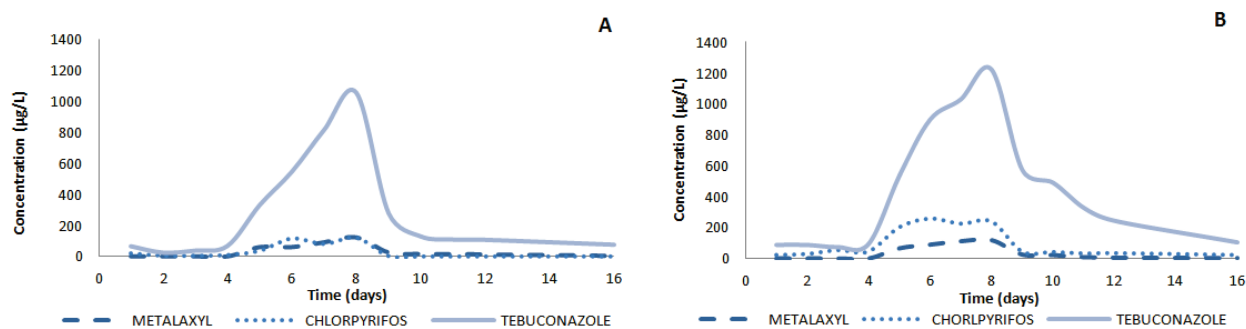 A
1400
1200
1000
800
600
400
200
0
Concentration (µg/L)
0 2 4 6 8 10 12 14 16
Time (days)
METALAXYL CHLORPYRIFOS TEBUCONAZOLE
B
1400
1200
1000
800
600
400
200
0
Concentration (µg/L)
0 2 4 6 8 10 12 14 16
Time (days)
METALAXYL CHORLPYRIFOS TEBUCONAZOLE